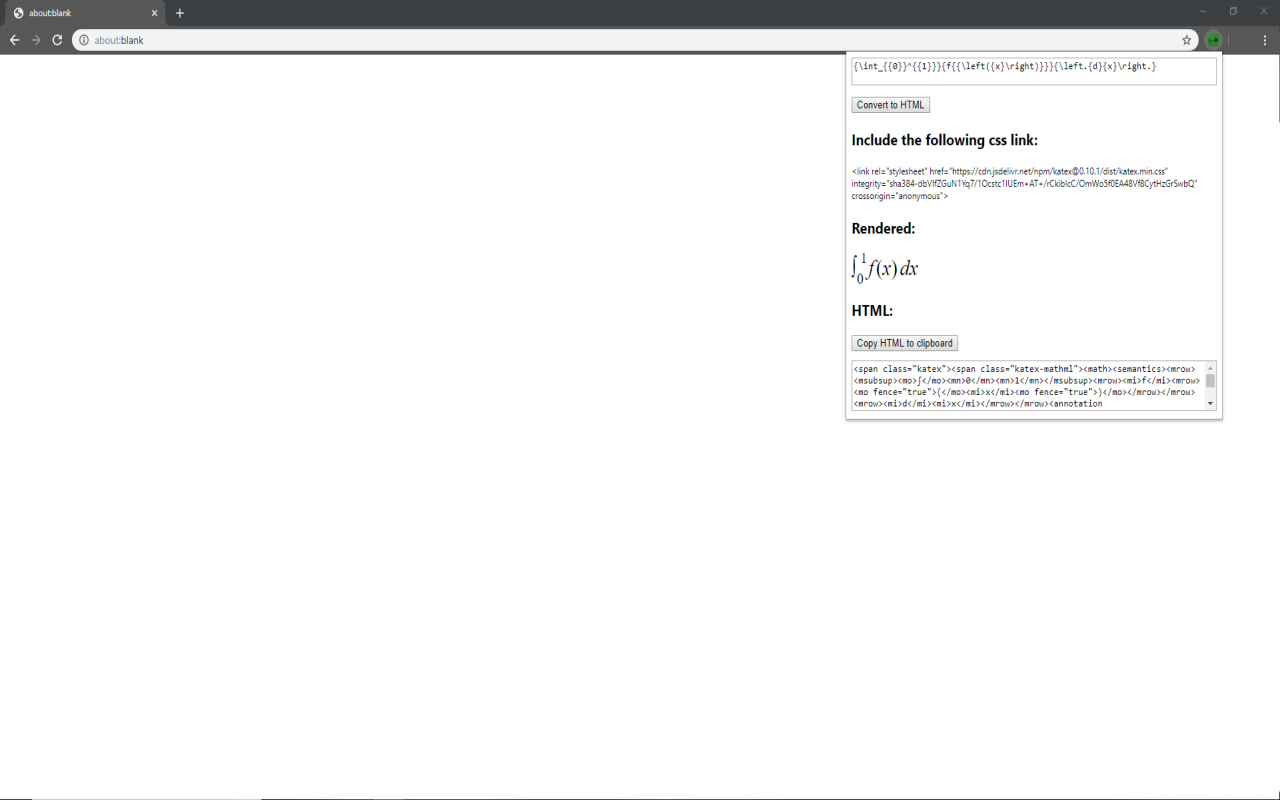 about:blank
about:blank
{\int_{{0}}^{{1}}}{f{{\left({x}\right)}}}{\left.{d}{x}\right.}
Convert to HTML
Include the following css link:
<link rel="stylesheet" href="https://cdn.jsdelivr.net/npm/katex@0.10.1/dist/katex.min.css"
integrity="sha384-dbVIfZGuN1Yq7/1Ocstc1lUEm+AT+/rCkibIcC/OmWo5f0EA48Vf8CytHzGrSwbQ"
crossorigin="anonymous">
Rendered:
∫₀¹ f(x) dx
HTML:
Copy HTML to clipboard
<span class="katex"><span class="katex-mathml"><math><semantics><mrow>
<msubsup><mo>∫</mo><mn>0</mn><mn>1</mn></msubsup><mrow><mi>f</mi><mrow>
<mo fence="true">(</mo><mi>x</mi><mo fence="true">)</mo></mrow></mrow>
<mrow><mi>d</mi><mi>x</mi></mrow></mrow><annotation